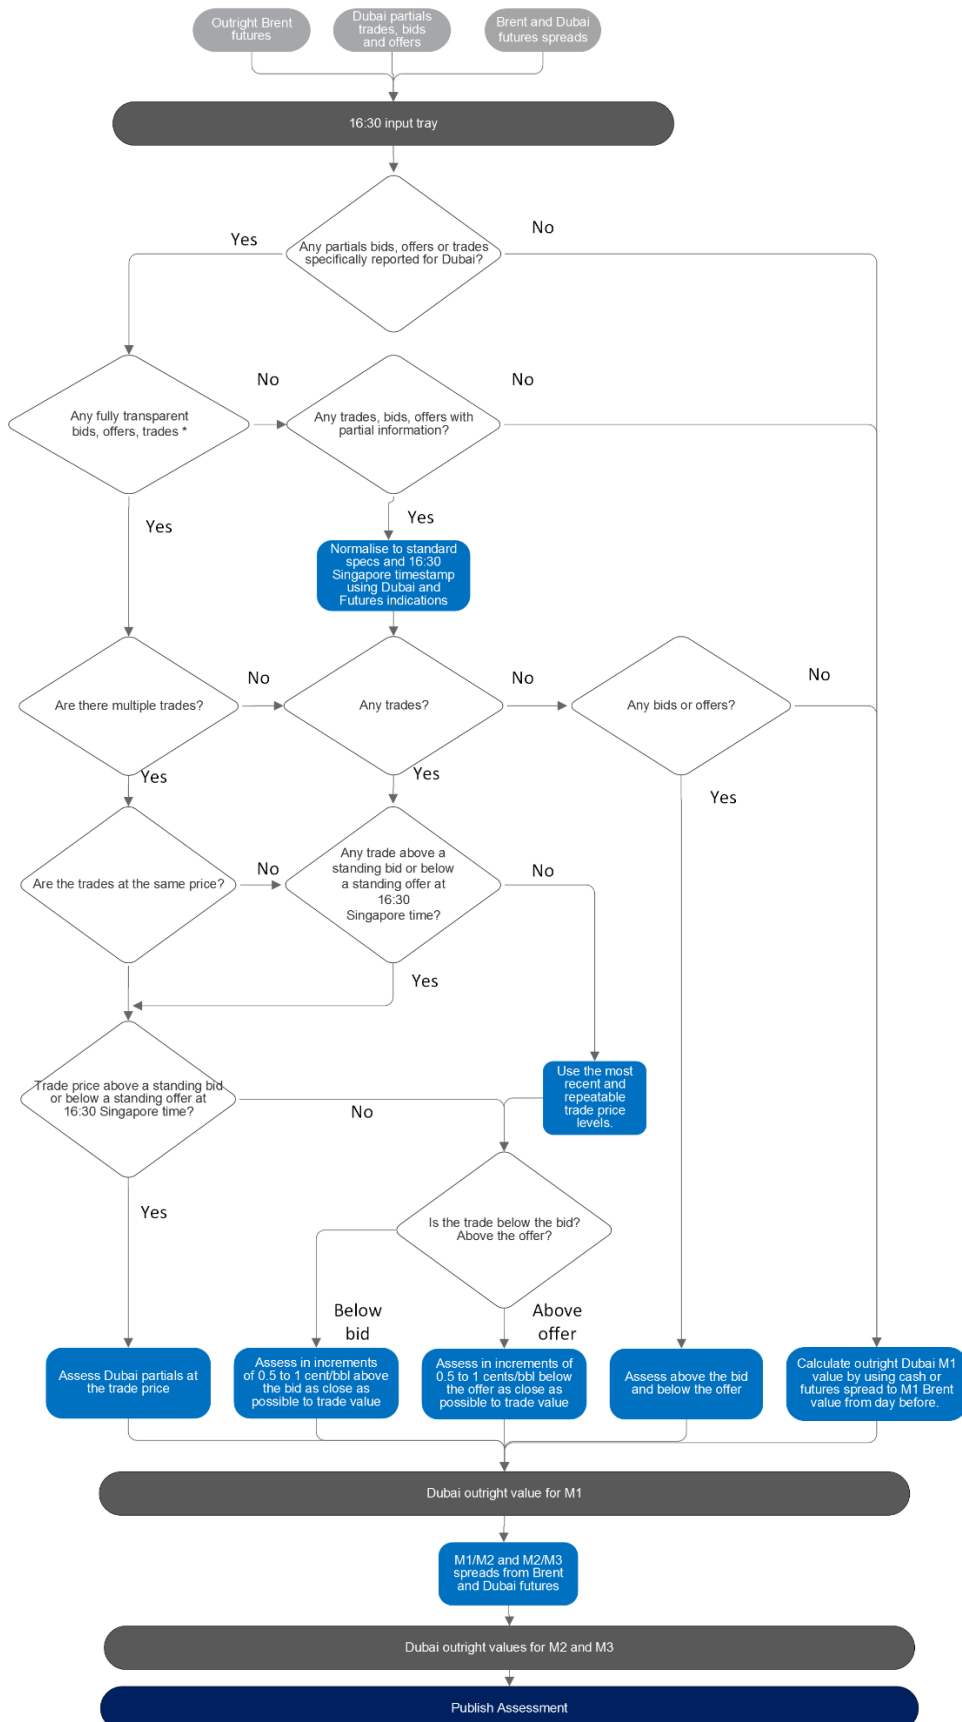 Outright Brent
futures
Dubai partials
trades, bids
and offers
Brent and Dubai
futures spreads
16:30 input tray
Any partials bids, offers or trades
specifically reported for Dubai?
Yes
No
Any fully transparent
bids, offers, trades *
No
Any trades, bids, offers with
partial information?
No
Yes
Yes
Normalise to standard
specs and 16:30
Singapore timestamp
using Dubai and
Futures indications
Are there multiple trades?
No
Any trades?
No
Any bids or offers?
No
Yes
Yes
Yes
Are the trades at the same price?
No
Any trade above a
standing bid or below
a standing offer at
16:30
Singapore time?
No
Yes
Trade price above a standing bid
or below a standing offer at
16:30 Singapore time?
No
Use the most
recent and
repeatable
trade price
levels.
Yes
Is the trade below the bid?
Above the offer?
Below
bid
Above
offer
Assess Dubai partials at
the trade price
Assess in increments
of 0.5 to 1 cent/bbl above
the bid as close as
possible to trade value
Assess in increments of
0.5 to 1 cents/bbl below
the offer as close as
possible to trade value
Assess above the bid
and below the offer
Calculate outright Dubai M1
value by using cash or
futures spread to M1 Brent
value from day before.
Dubai outright value for M1
M1/M2 and M2/M3
spreads from Brent
and Dubai futures
Dubai outright values for M2 and M3
Publish Assessment